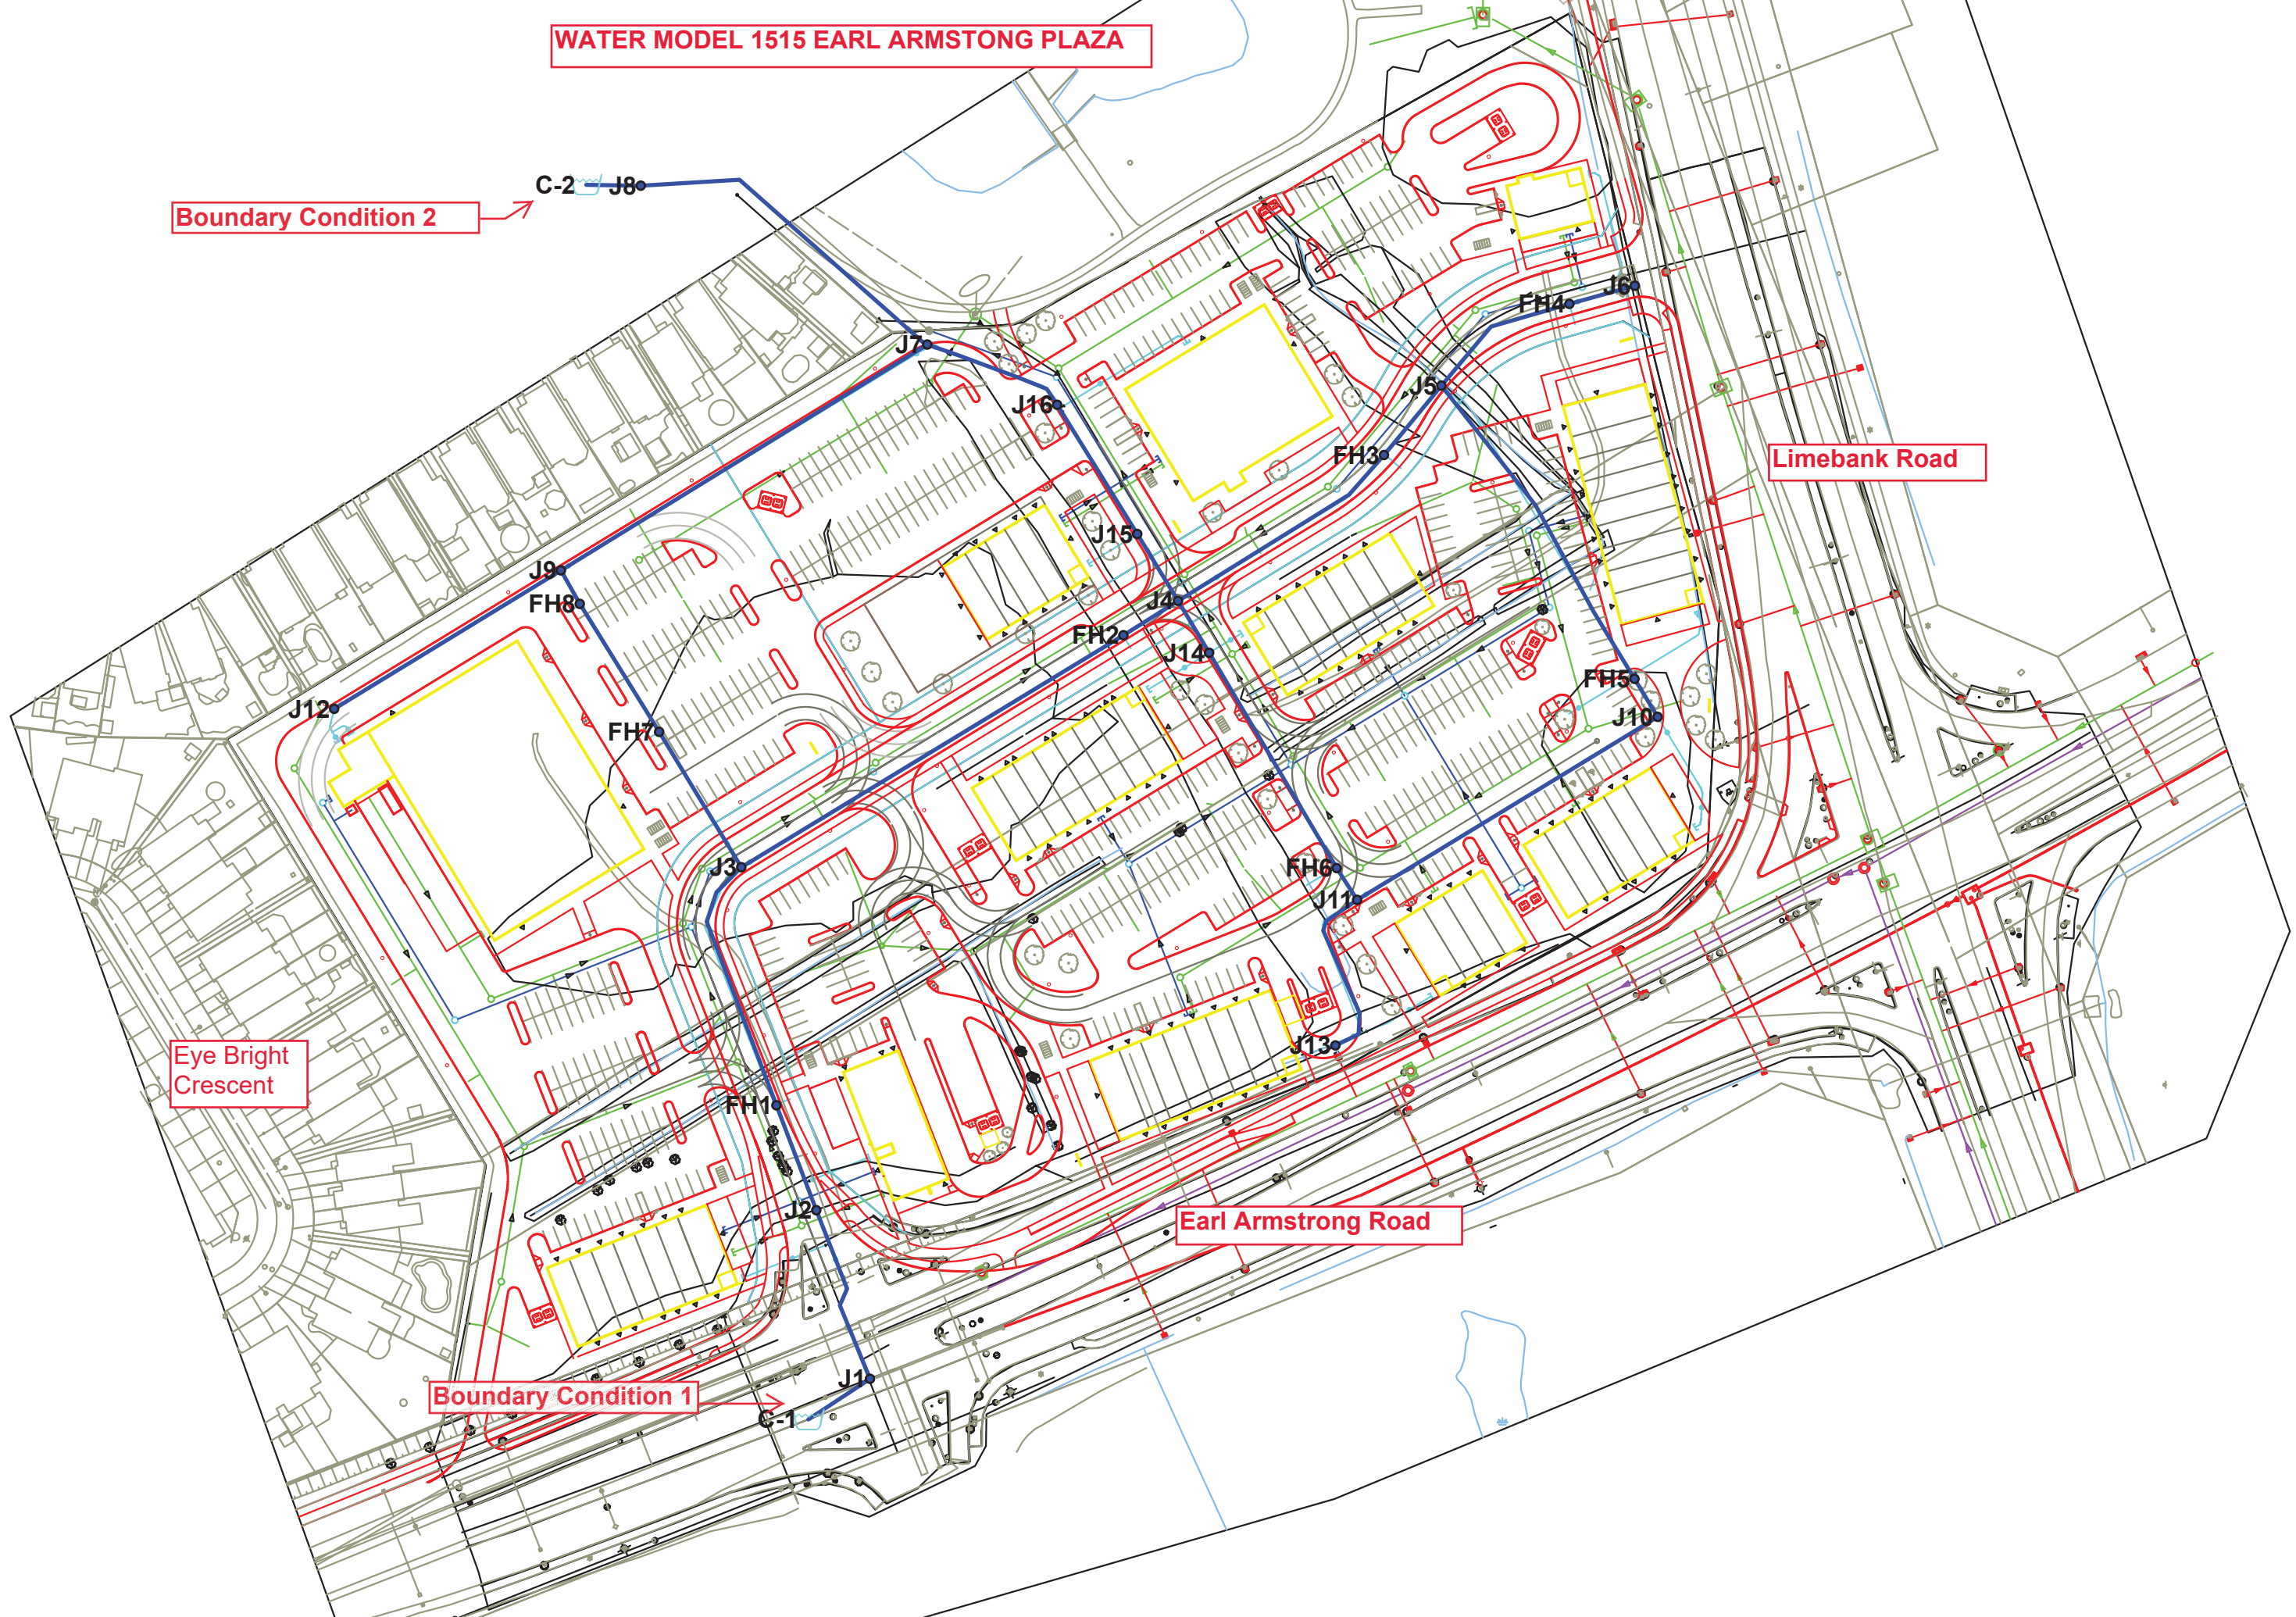 WATER MODEL 1515 EARL ARMSTONG PLAZA
C-2
J8
Boundary Condition 2
J6
FH4
J7
J5
J16
FH3
Limebank Road
J15
J9
FH8
J4
FH2
J14
FH5
J12
J10
FH7
J3
FH6
J11
J13
Eye Bright
Crescent
FH1
J2
Earl Armstrong Road
J1
Boundary Condition 1
C-1